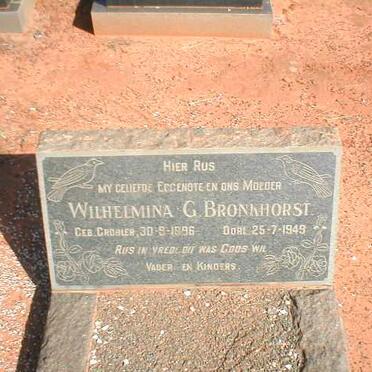 HIER RUS
MY GELIEFDE EGGENOTE EN ONS MOEDER
WILHELMINA G. BRONKHORST
GEB. GROBLER, 30-9-1896 OORL. 25-7-1949
RUS IN VREDE, DIT WAS GODS WIL
VADER EN KINDERS